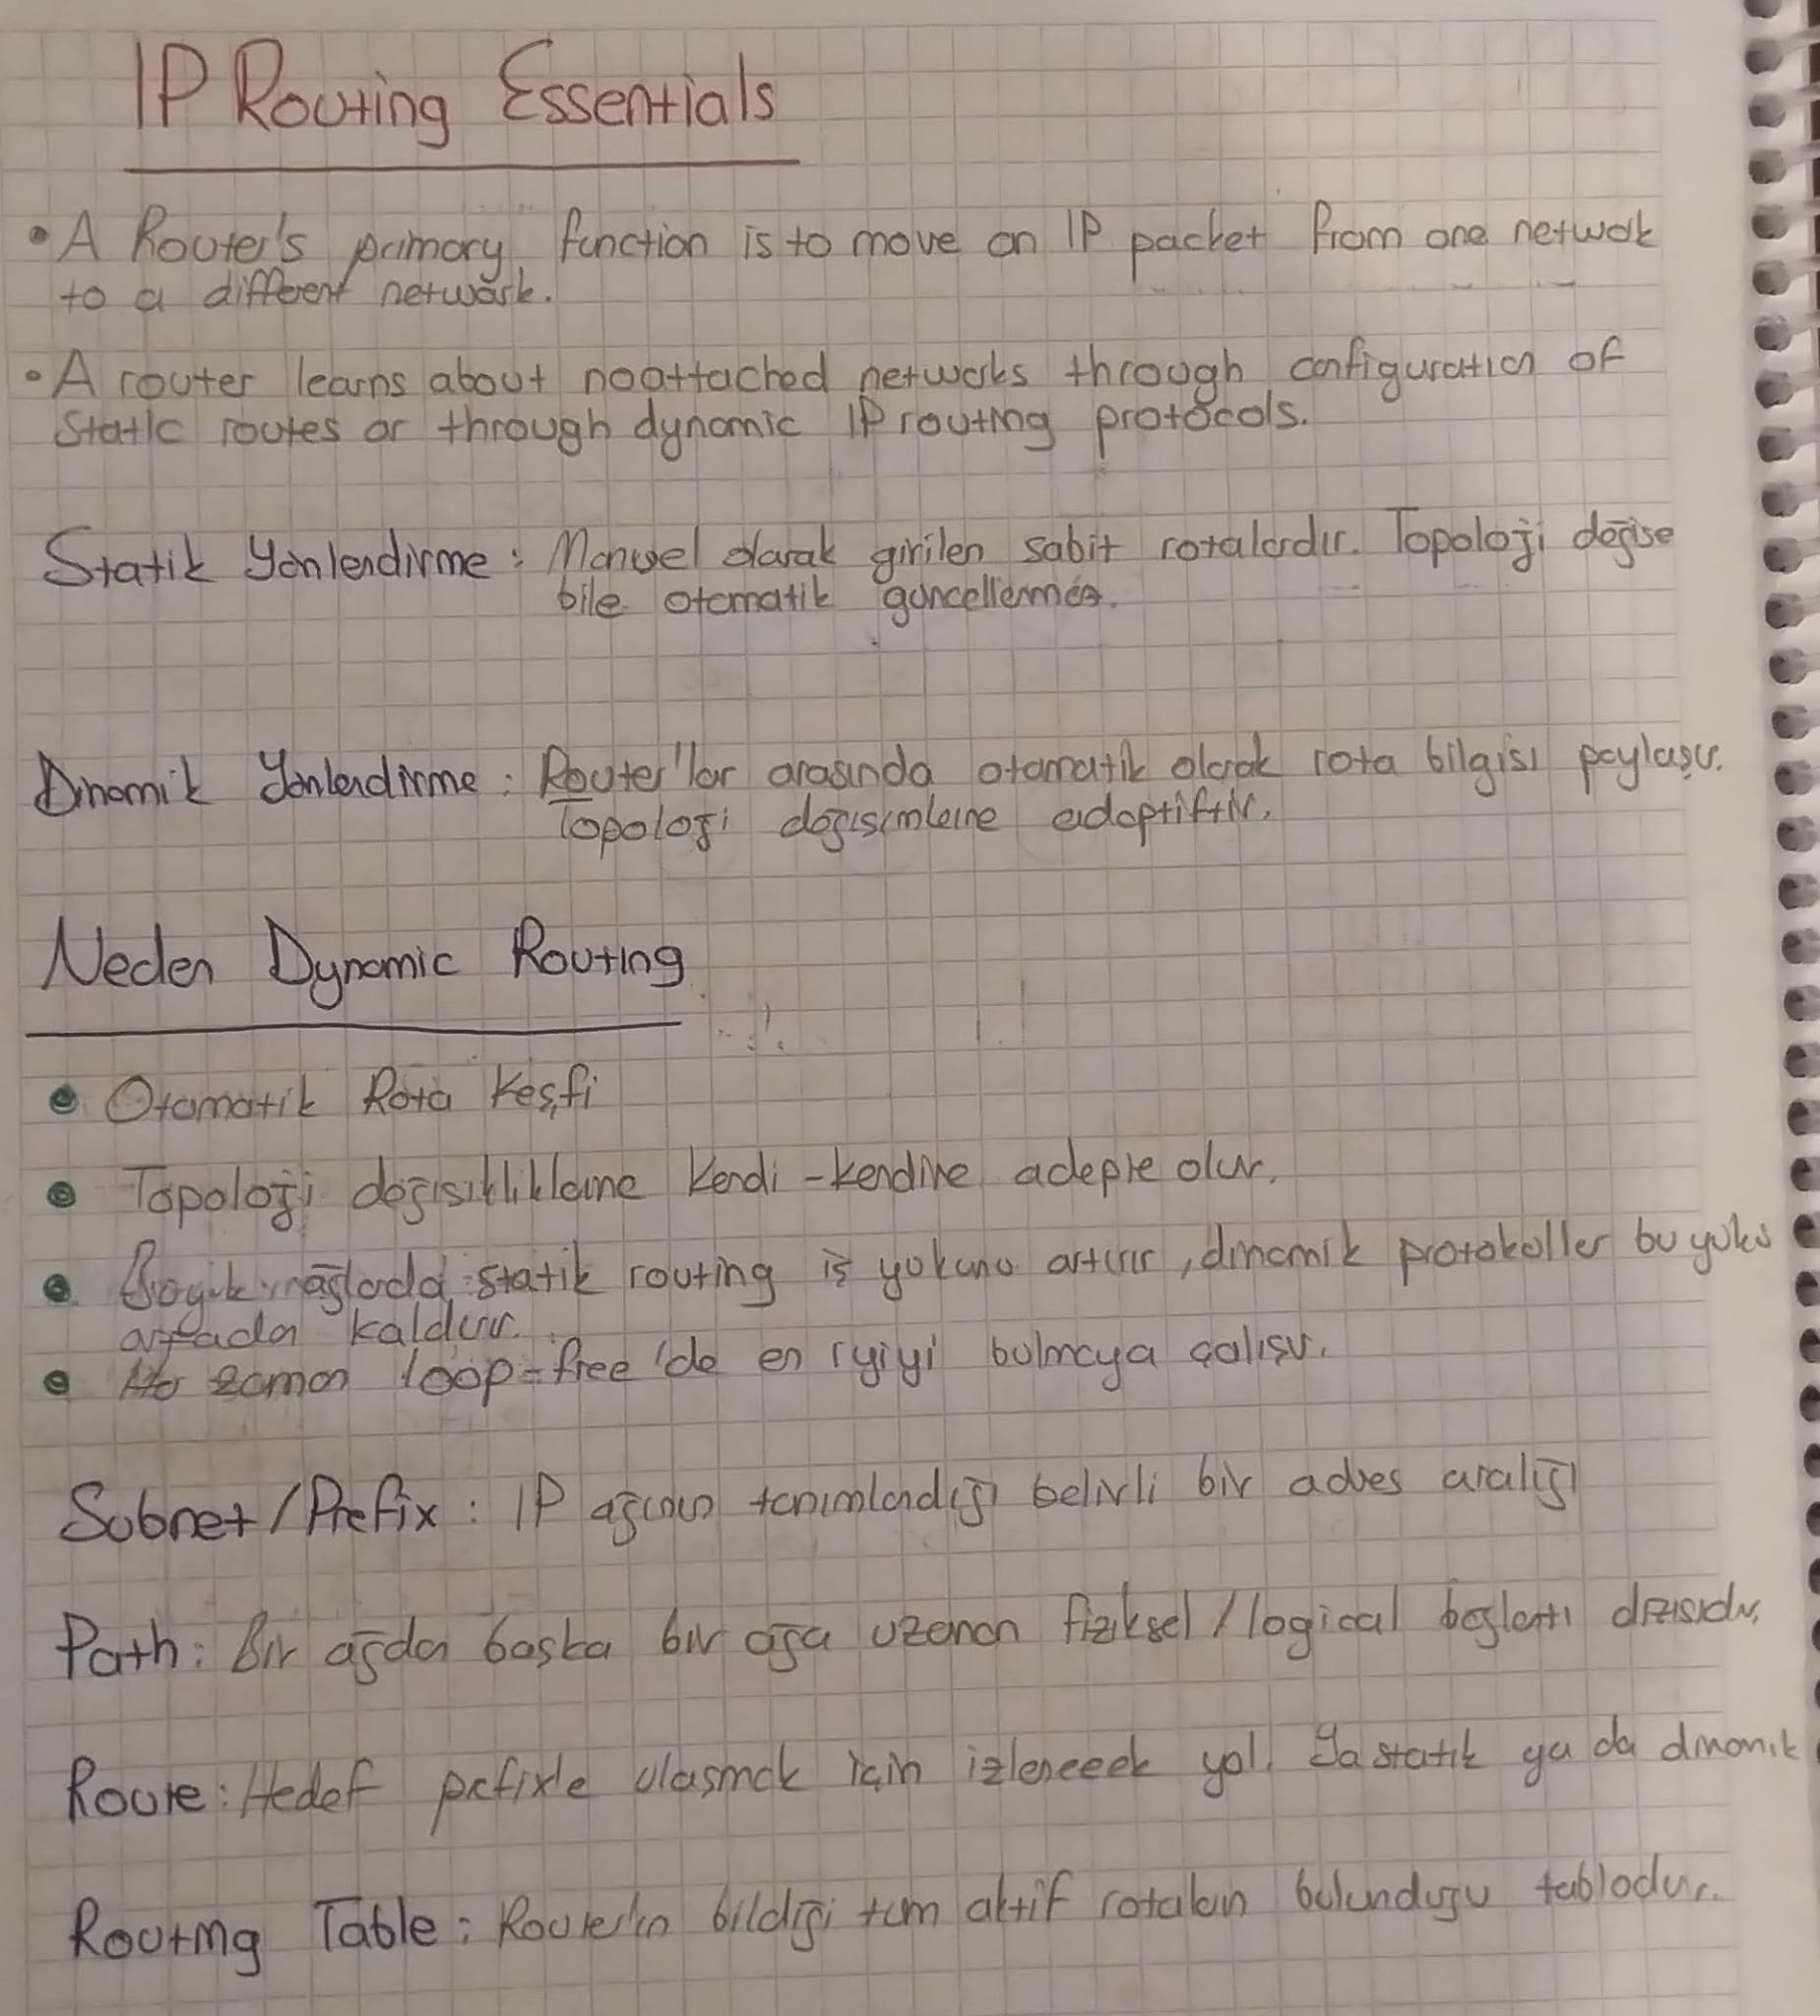 IP Routing Essentials
• A Router's primary function is to move an IP packet from one netwok
to a different network.
• A router learns about noattached networks through configuration of
Static routes or through dynamic IP routing protocols.
Statik Yönlendirme : Manuel olarak girilen sabit rotalardır. Topoloji değişse
bile otomatik güncellenmez.
Dinamik Yönlendirme : Router'lar arasında otomatik olarak rota bilgisi paylaşır.
Topoloji değişimlerine adaptiftir.
Neden Dynamic Routing
• Otomatik Rota Keşfi
• Topoloji değişikliklerine kendi-kendine adepte olur.
• Büyük ağlarda statik routing iş yükünü artırır, dinamik protokoller bu yükü
ortadan kaldırır.
• Her zaman loop-free 'de en iyiyi bulmaya çalışır.
Subnet / Prefix : IP ağının tanımlandığı belirli bir adres aralığı
Path : Bir ağdan başka bir ağa uzanan fiziksel / logical bağlantı dizisidir.
Route : Hedef prefix'e ulaşmak için izlenecek yol. Ya statik ya da dinamik
Routing Table : Router'ın bildiği tüm aktif rotaların bulunduğu tablodur.